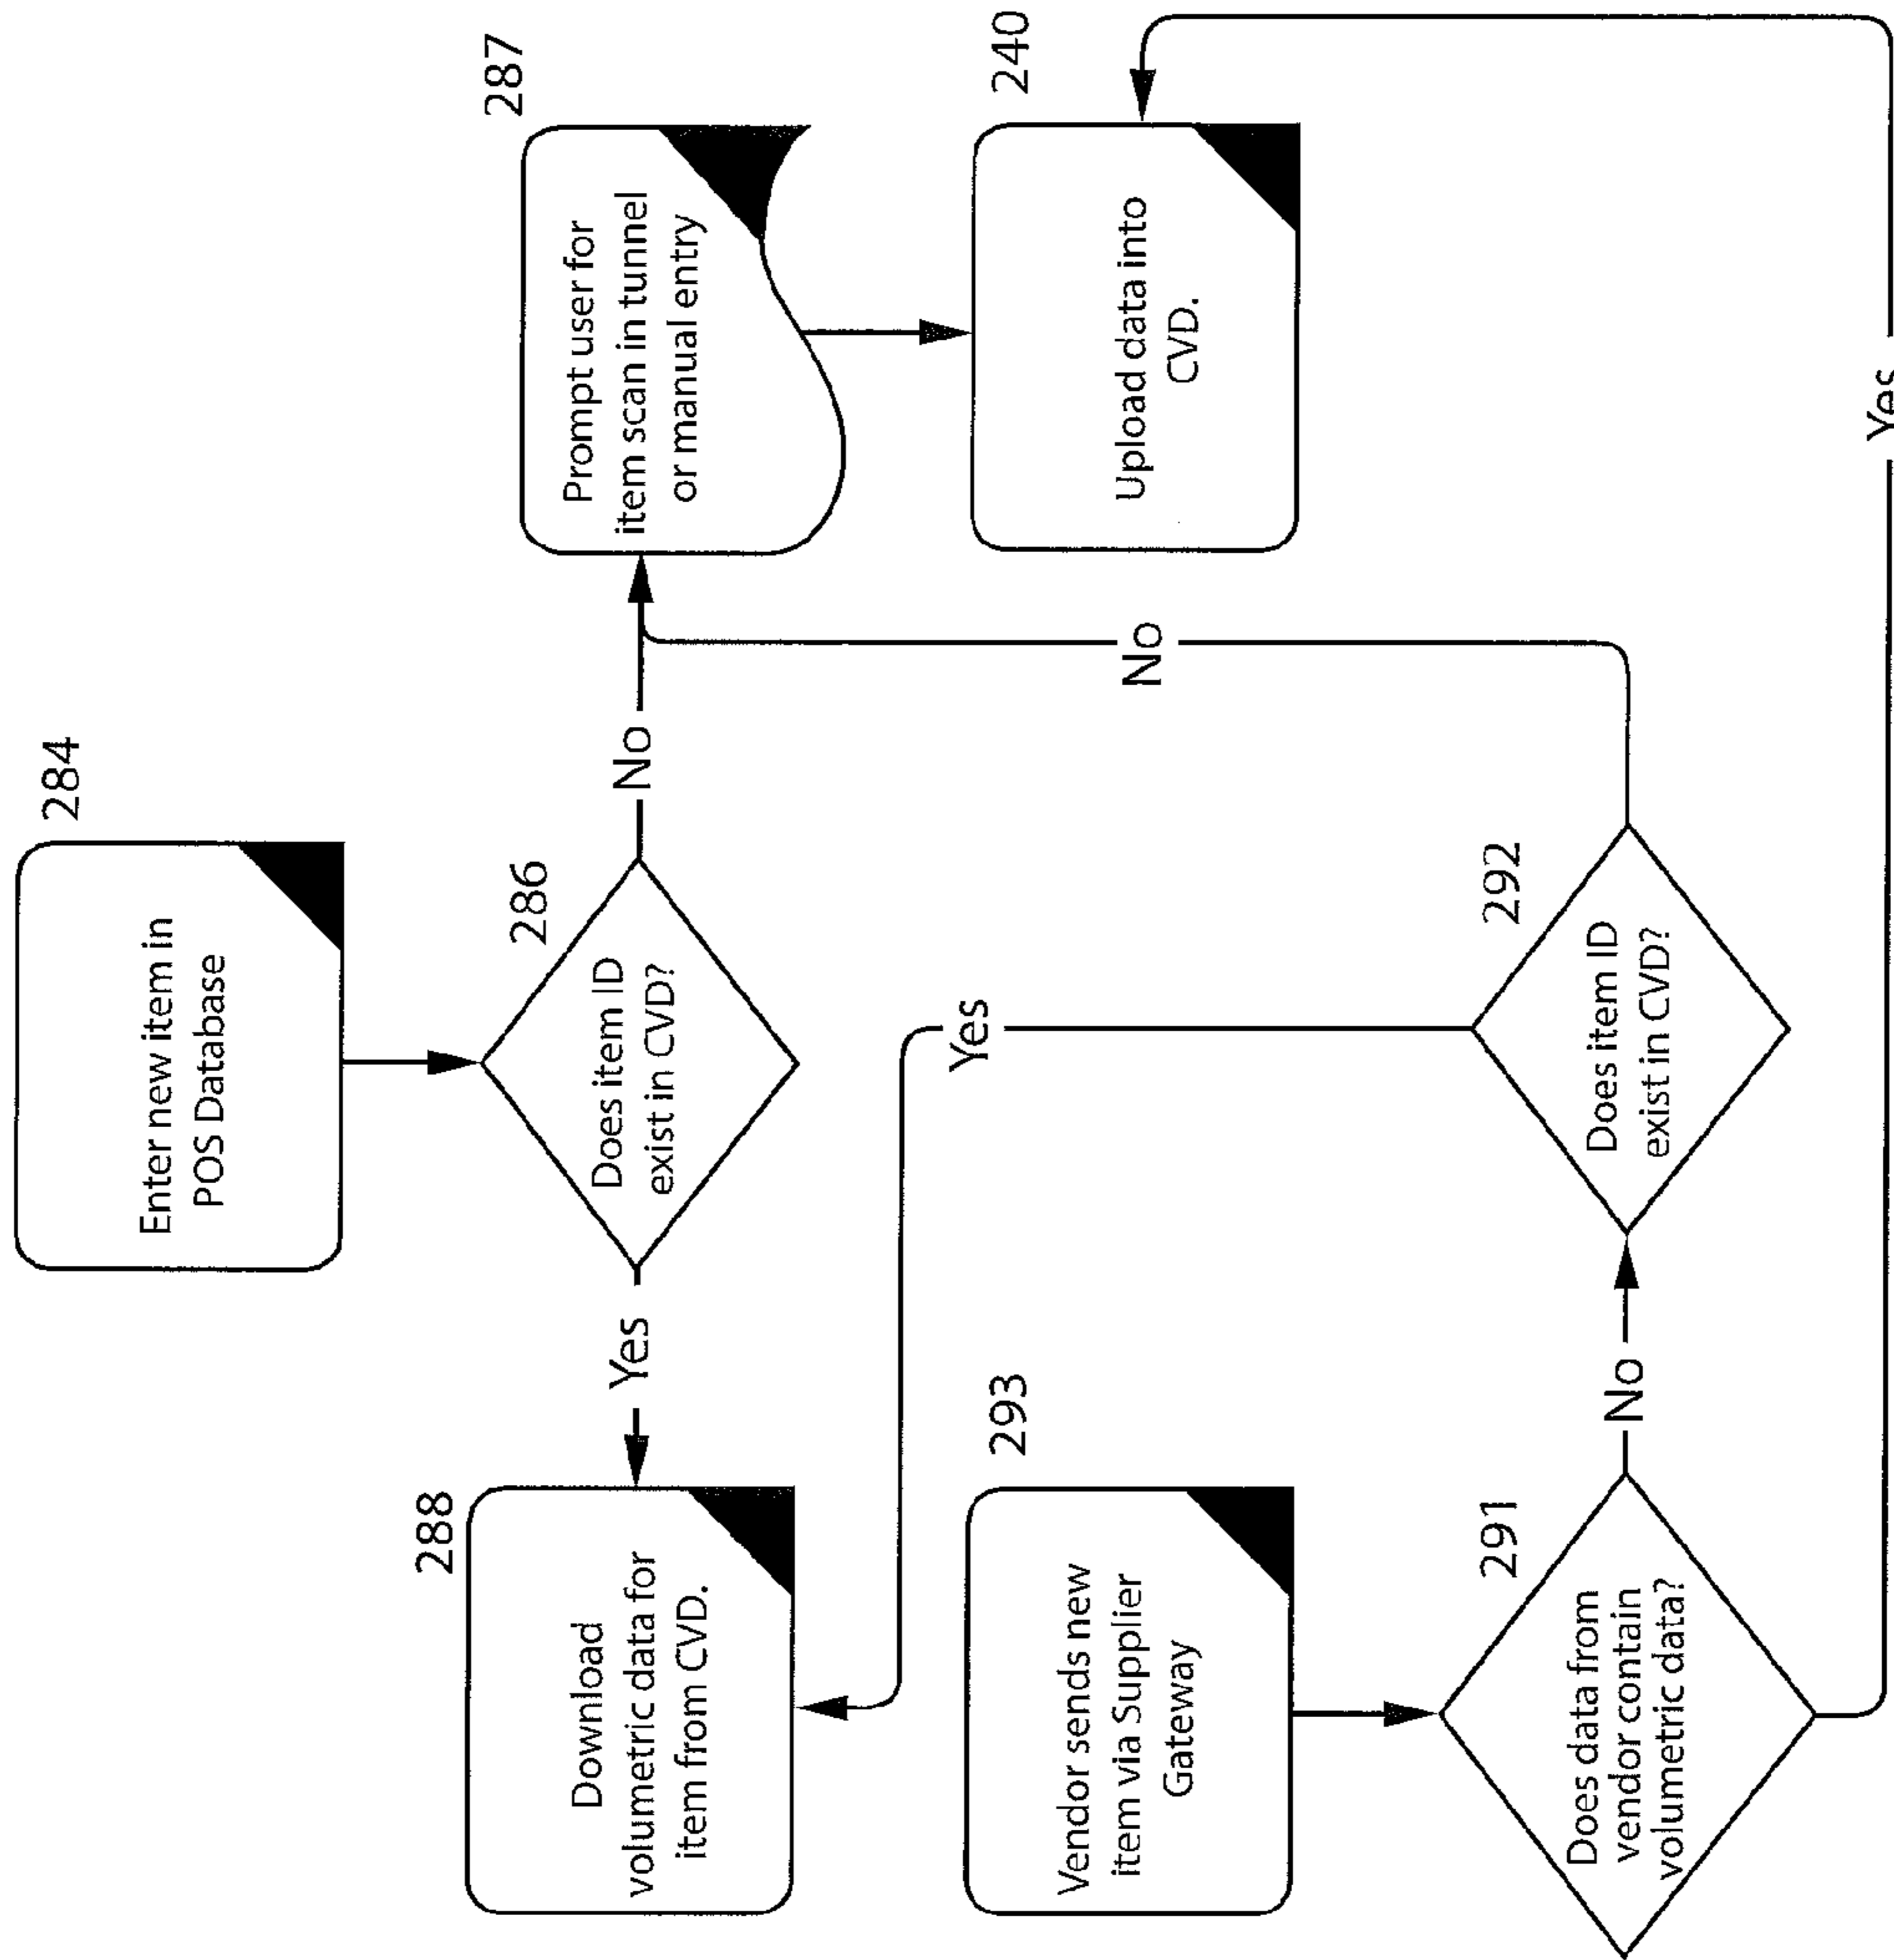 284
Enter new item in
POS Database
286
Does item ID
exist in CVD?
Yes
No
288
Download
volumetric data for
item from CVD.
287
Prompt user for
item scan in tunnel
or manual entry
293
Vendor sends new
item via Supplier
Gateway
Yes
No
240
Upload data into
CVD.
291
Does data from
vendor contain
volumetric data?
No
292
Does item ID
exist in CVD?
Yes